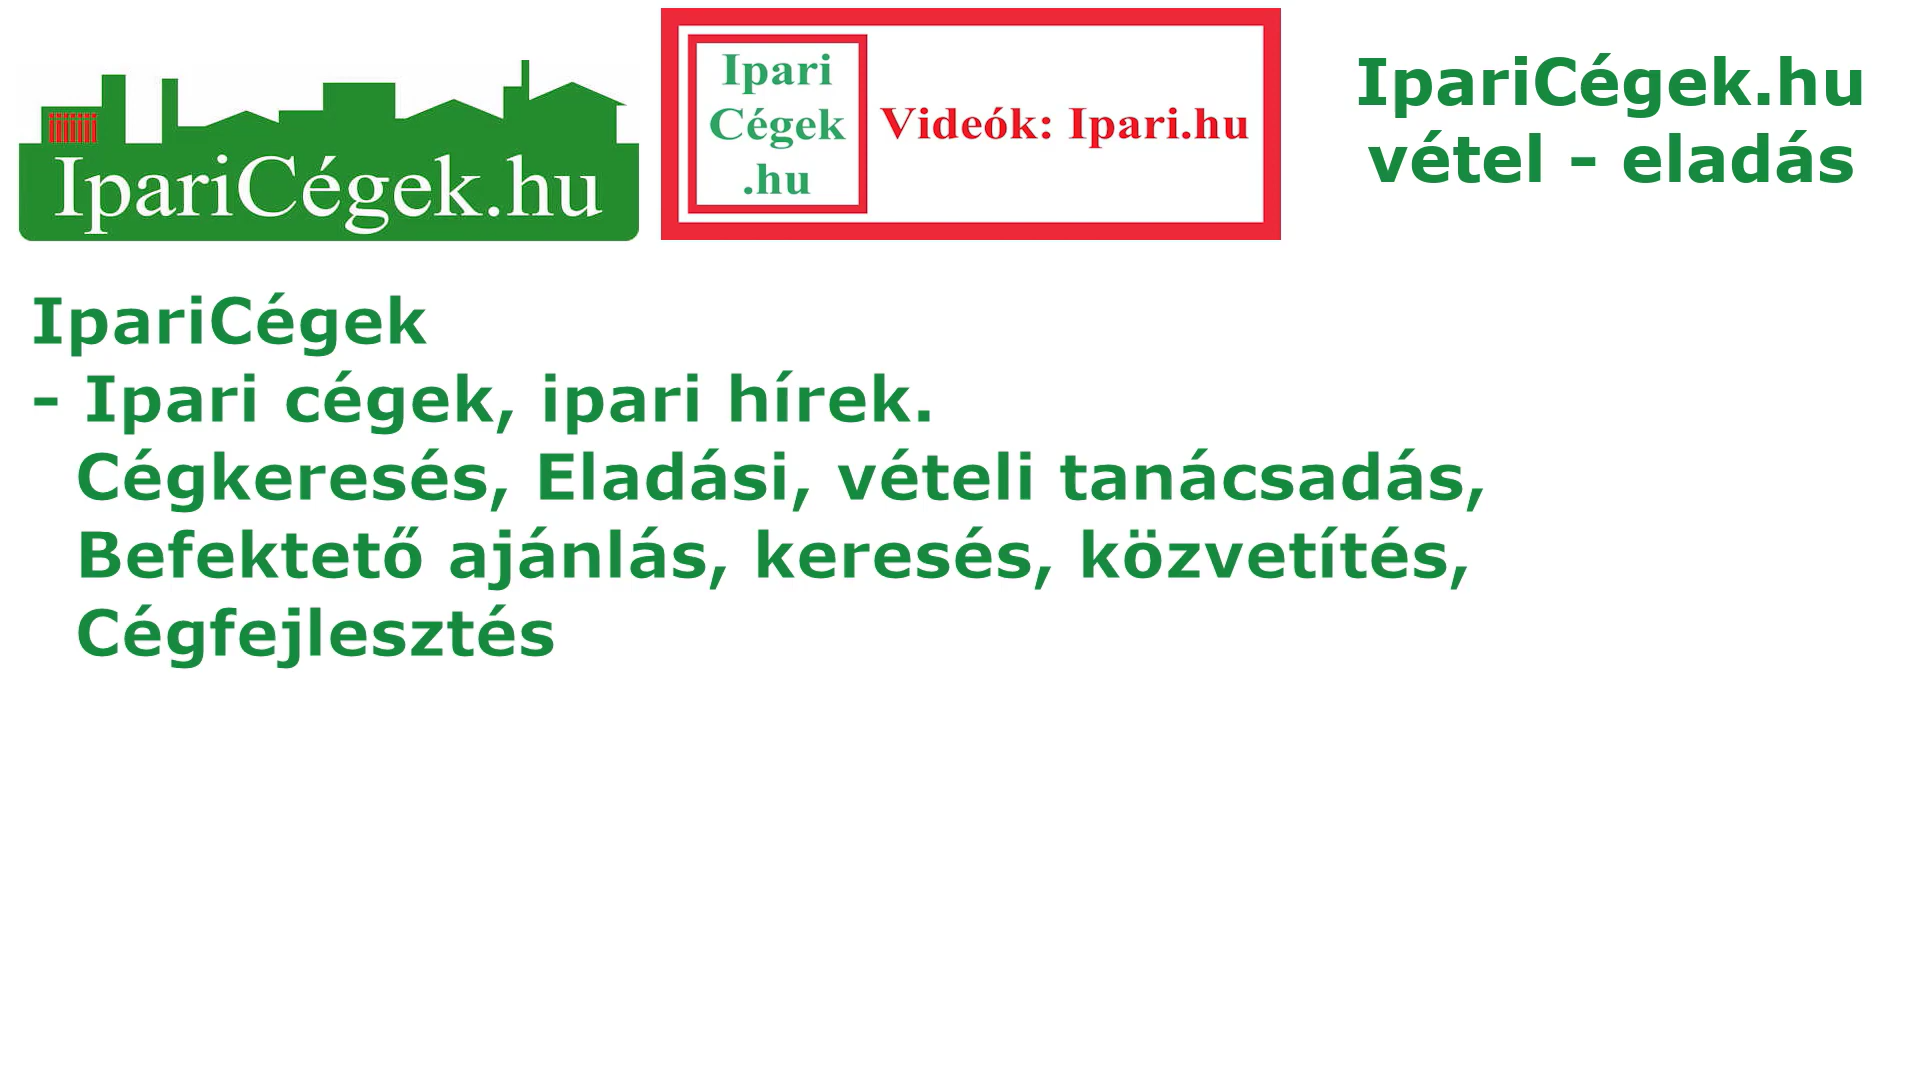 IpariCégek.hu
Ipari
Cégek
.hu
Videók: Ipari.hu
IpariCégek.hu
vétel - eladás
IpariCégek
- Ipari cégek, ipari hírek.
Cégkeresés, Eladási, vételi tanácsadás,
Befektető ajánlás, keresés, közvetítés,
Cégfejlesztés